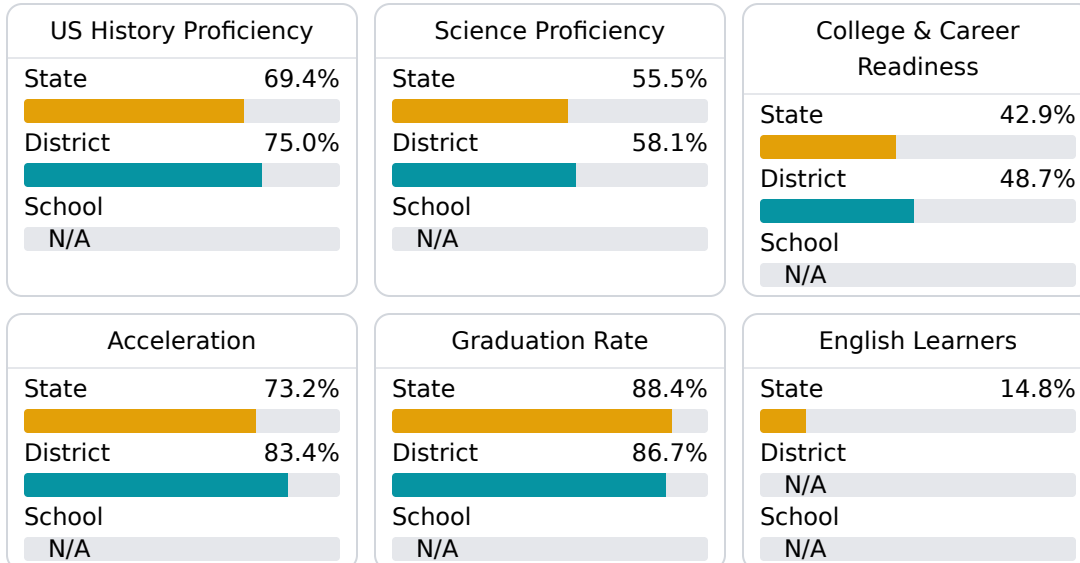 US History Proficiency
State 69.4%
District 75.0%
School
N/A
Science Proficiency
State 55.5%
District 58.1%
School
N/A
College & Career
Readiness
State 42.9%
District 48.7%
School
N/A
Acceleration
State 73.2%
District 83.4%
School
N/A
Graduation Rate
State 88.4%
District 86.7%
School
N/A
English Learners
State 14.8%
District
N/A
School
N/A